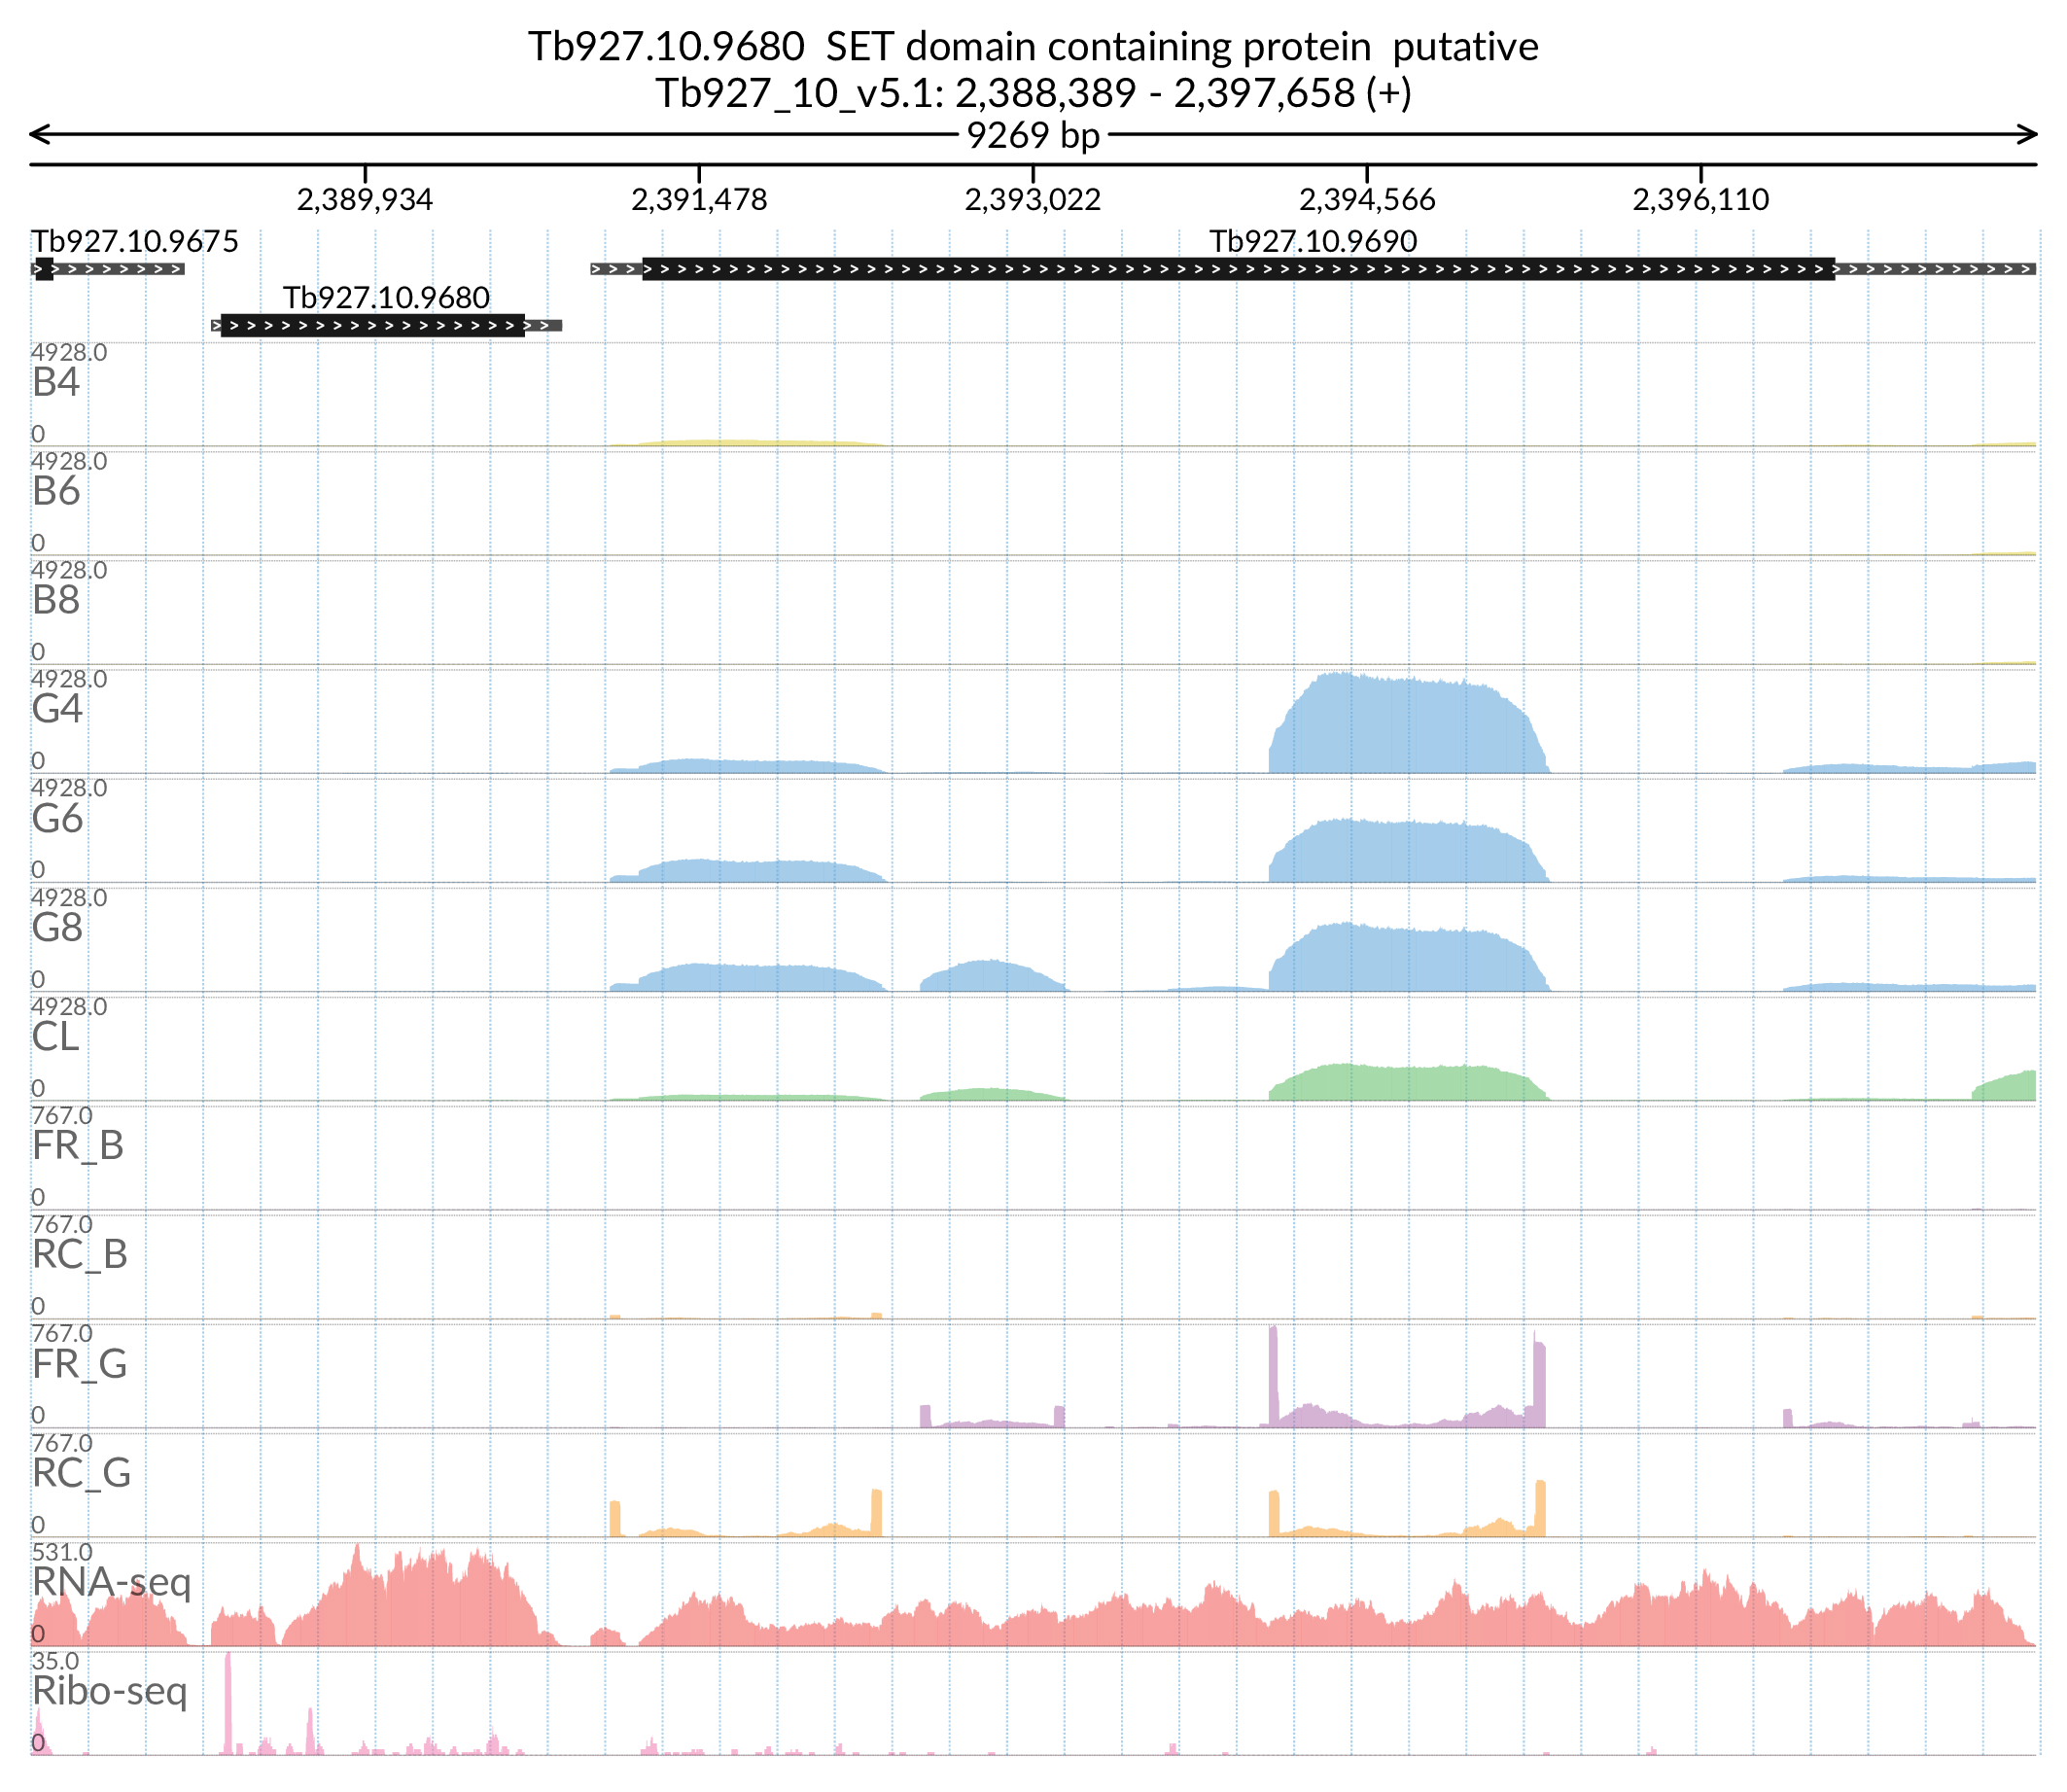 Tb927.10.9680  SET domain containing protein  putative
Tb927_10_v5.1: 2,388,389 - 2,397,658 (+)
9269 bp
2,389,934 2,391,478 2,393,022 2,394,566 2,396,110
Tb927.10.9675 Tb927.10.9690
Tb927.10.9680
4928.0
B4
0
4928.0
B6
0
4928.0
B8
0
4928.0
G4
0
4928.0
G6
0
4928.0
G8
0
4928.0
CL
0
767.0
FR_B
0
767.0
RC_B
0
767.0
FR_G
0
767.0
RC_G
0
531.0
RNA-seq
0
35.0
Ribo-seq
0